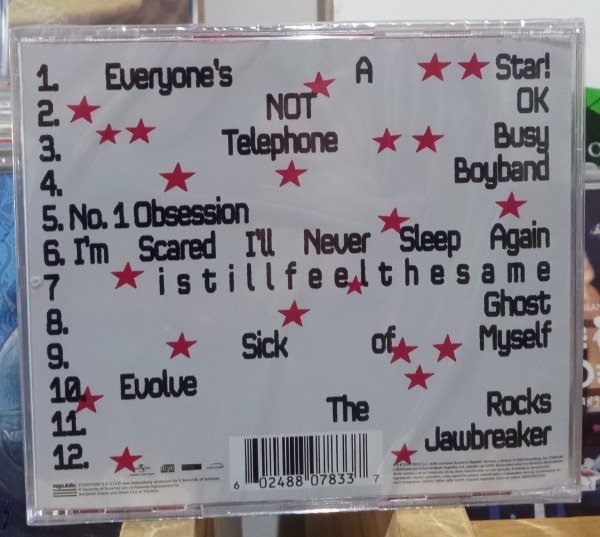 1. Everyone's A Star!
2. NOT OK
3. Telephone Busy
4. Boyband
5. No. 1 Obsession
6. I'm Scared I'll Never Sleep Again
7 istillfeelthesame
8. Ghost
9. Sick of Myself
10. Evolve
11. The Rocks
12. Jawbreaker
republic
6 02488 07833 7